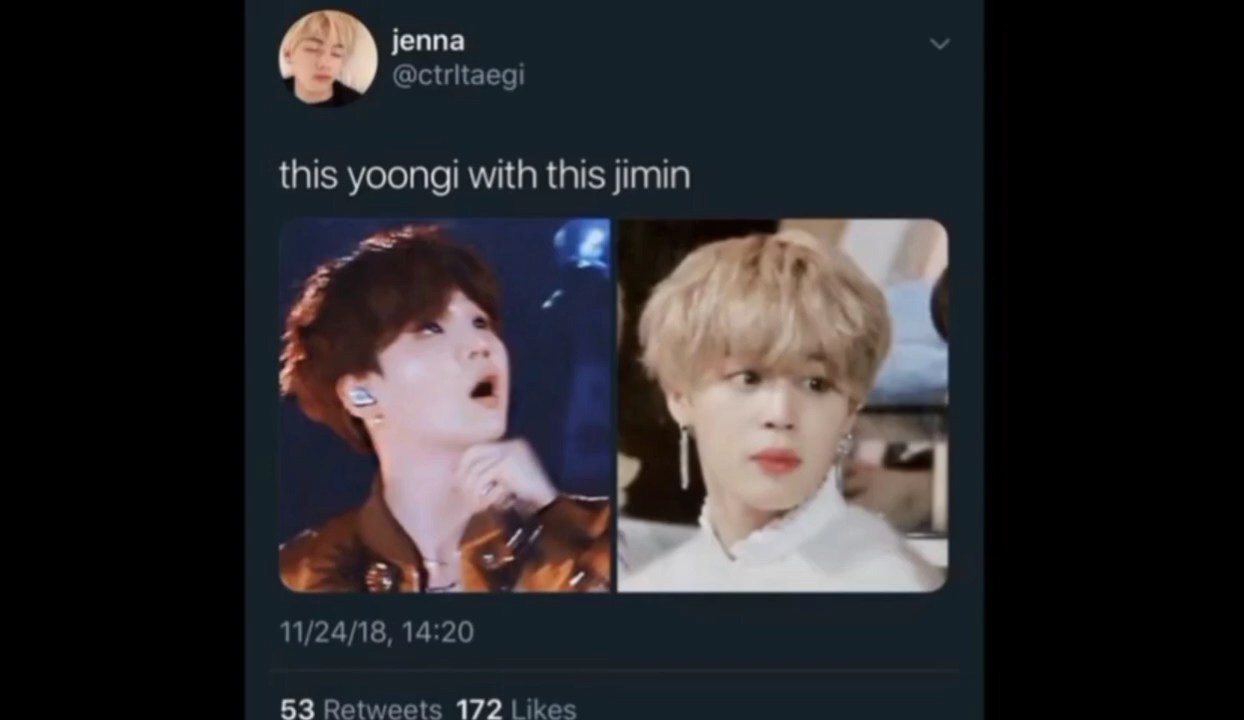 jenna
@ctrltaegi
this yoongi with this jimin
11/24/18, 14:20
53 Retweets 172 Likes